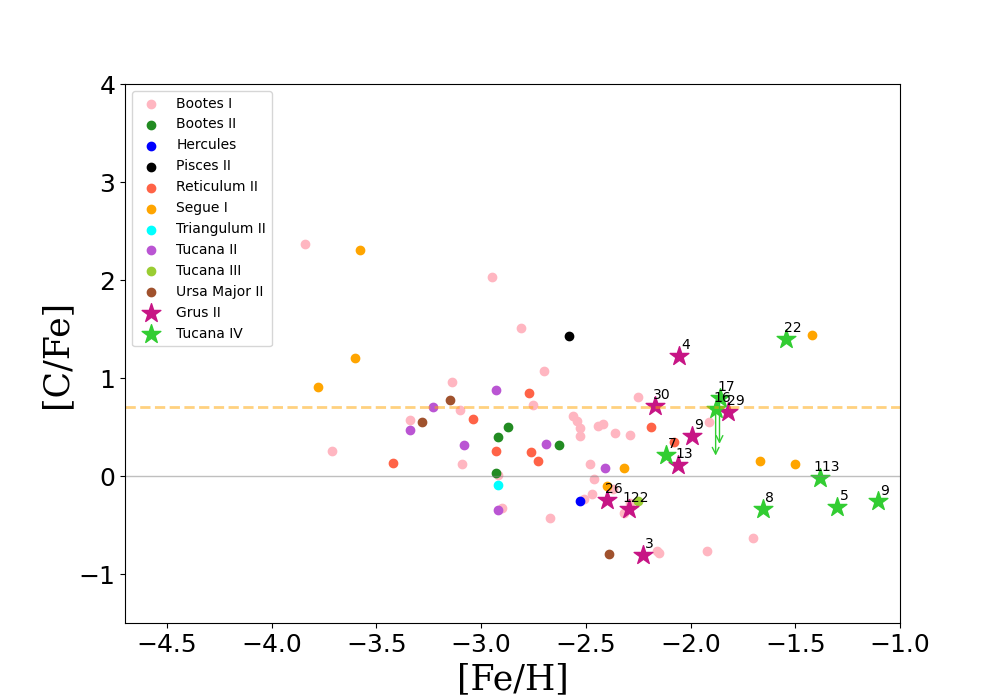 4
3
2
1
0
−1
[C/Fe]
Bootes I
Bootes II
Hercules
Pisces II
Reticulum II
Segue I
Triangulum II
Tucana II
Tucana III
Ursa Major II
Grus II
Tucana IV
22
4
17
30
16
29
9
7
13
113
26
122
8
5
9
3
−4.5 −4.0 −3.5 −3.0 −2.5 −2.0 −1.5 −1.0
[Fe/H]